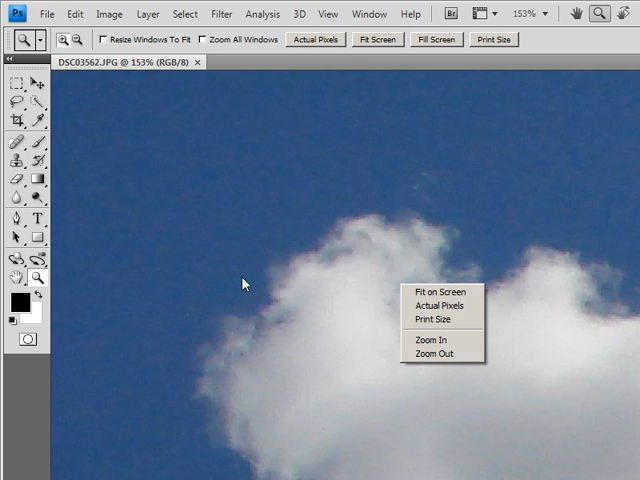 Ps File Edit Image Layer Select Filter Analysis 3D View Window Help Br 153%
Resize Windows To Fit Zoom All Windows Actual Pixels Fit Screen Fill Screen Print Size
DSC03562.JPG @ 153% (RGB/8) ×
T
Fit on Screen
Actual Pixels
Print Size
Zoom In
Zoom Out